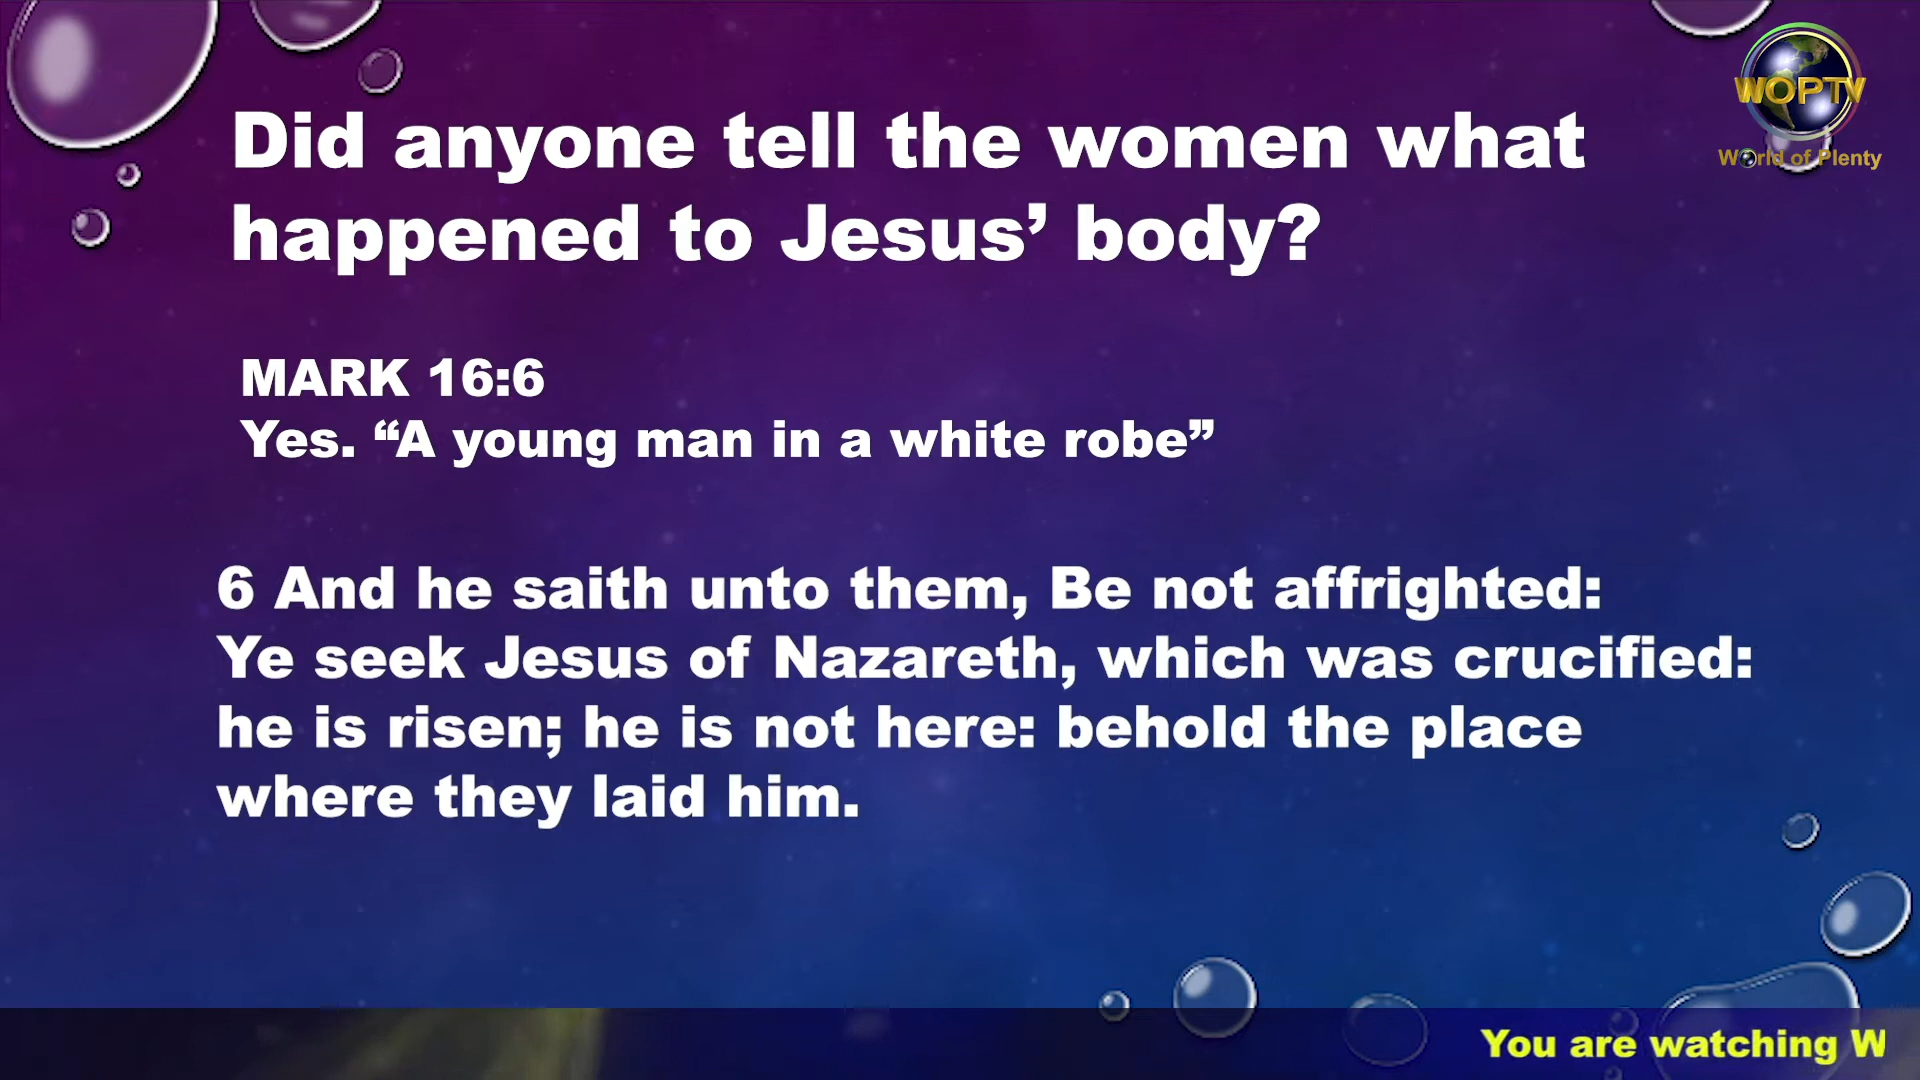 Did anyone tell the women what
happened to Jesus’ body?
WOPTV
World of Plenty
MARK 16:6
Yes. “A young man in a white robe”
6 And he saith unto them, Be not affrighted:
Ye seek Jesus of Nazareth, which was crucified:
he is risen; he is not here: behold the place
where they laid him.
You are watching W